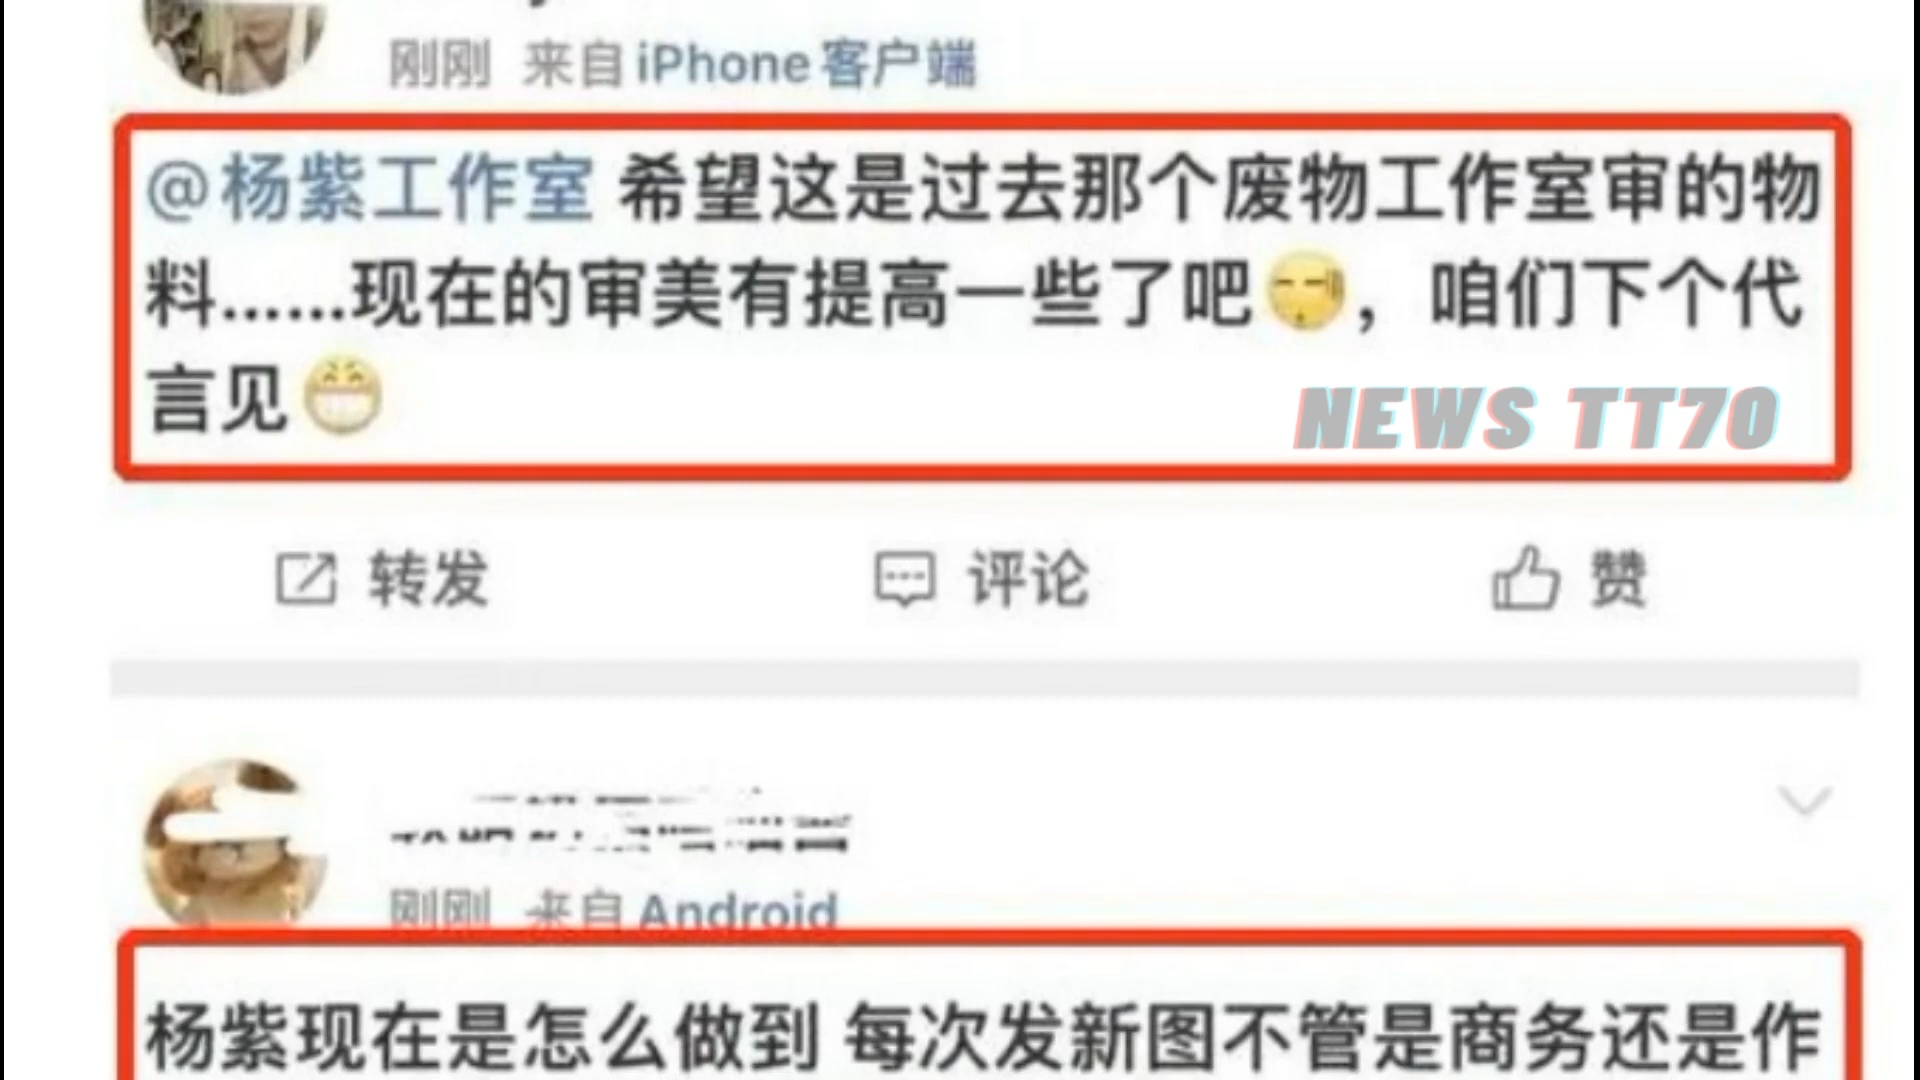 刚刚 来自iPhone客户端
@杨紫工作室 希望这是过去那个废物工作室审的物
料......现在的审美有提高一些了吧，咱们下个代
言见
NEWS TT70
转发 评论 赞
刚刚 来自Android
杨紫现在是怎么做到 每次发新图不管是商务还是作